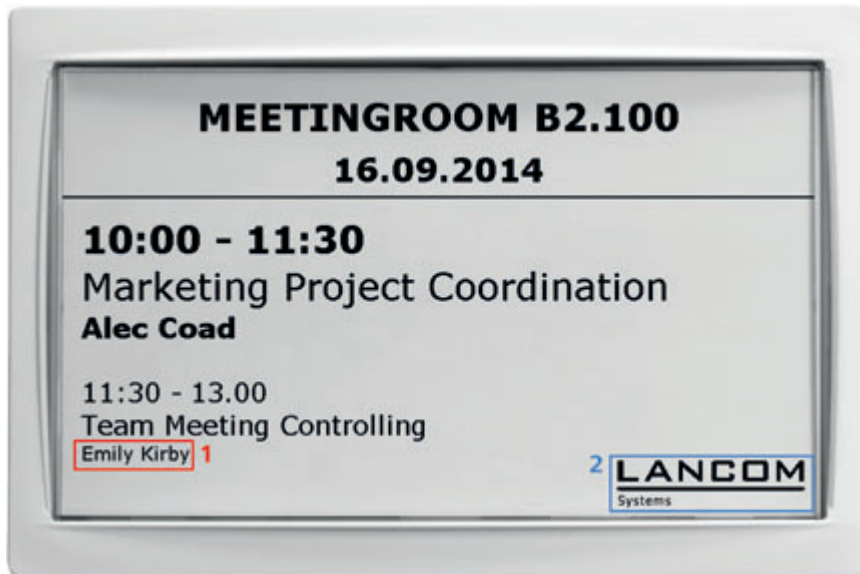 MEETINGROOM B2.100
16.09.2014
10:00 - 11:30
Marketing Project Coordination
Alec Coad
11:30 - 13.00
Team Meeting Controlling
Emily Kirby 1
2 LANCOM
Systems